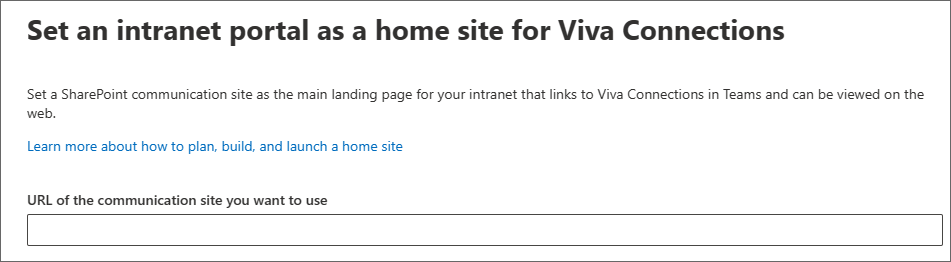 Set an intranet portal as a home site for Viva Connections
Set a SharePoint communication site as the main landing page for your intranet that links to Viva Connections in Teams and can be viewed on the
web.
Learn more about how to plan, build, and launch a home site
URL of the communication site you want to use